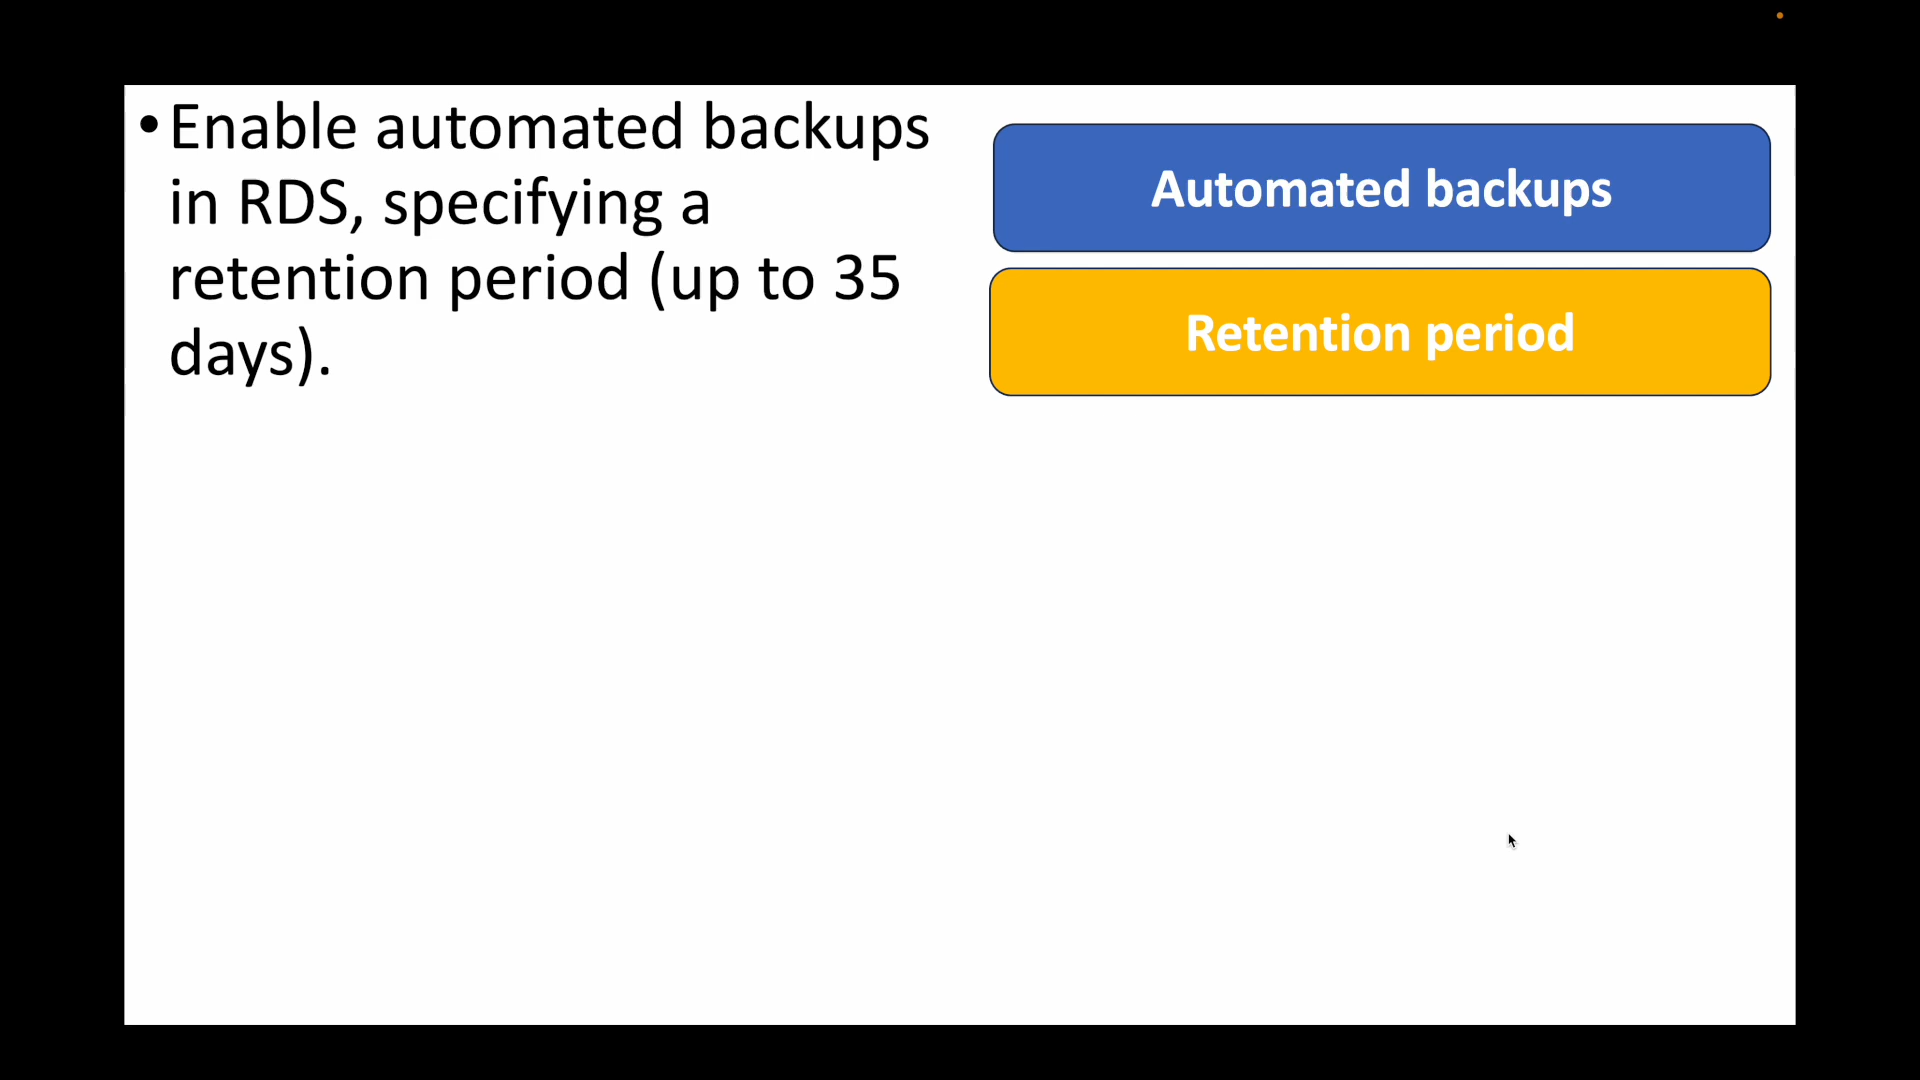 •Enable automated backups
in RDS, specifying a
retention period (up to 35
days).
Automated backups
Retention period